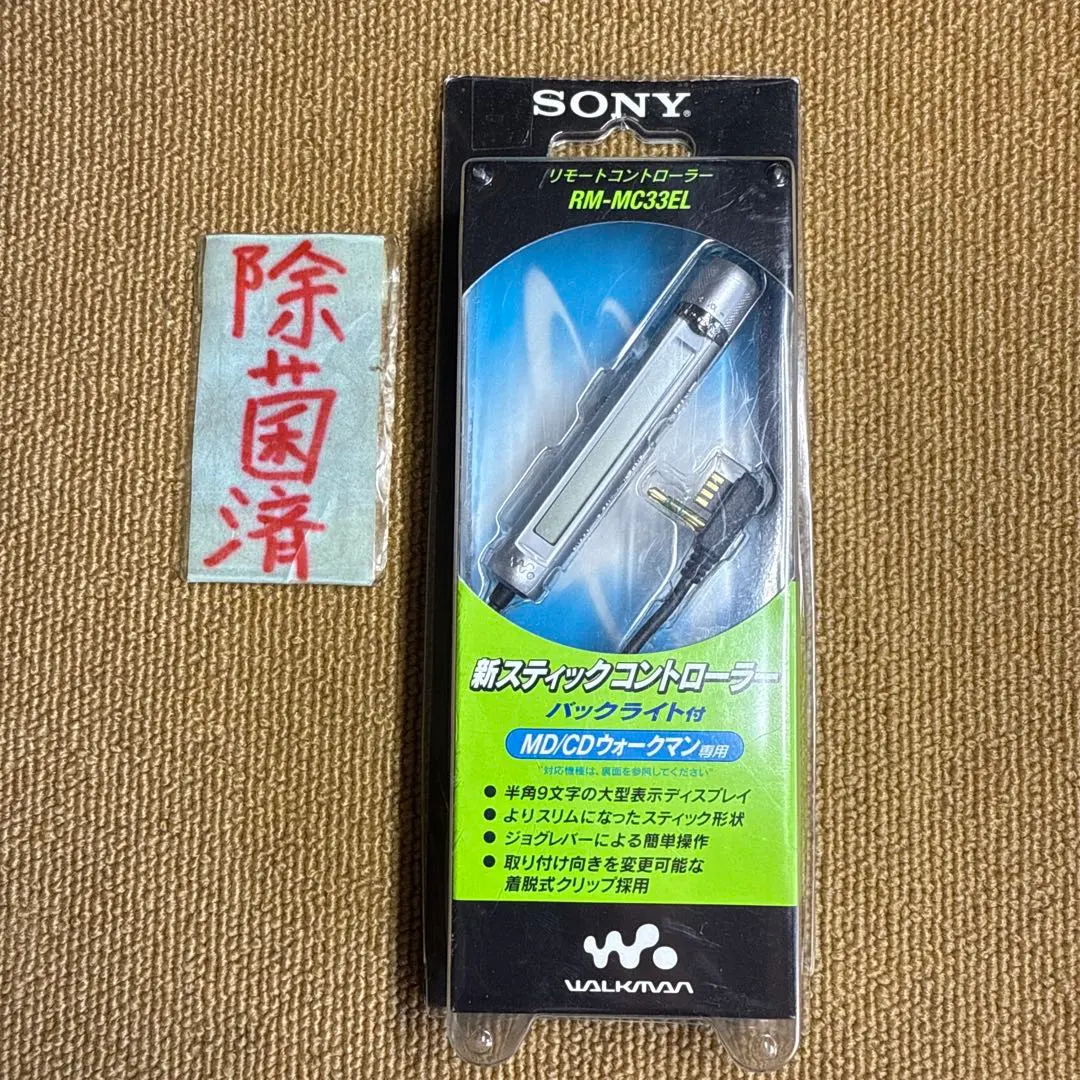 除
菌
済
SONY
リモートコントローラー
RM-MC33EL
新スティックコントローラー
バックライト付
MD/CDウォークマン専用
"対応機種は、裏面を参照してください"
● 半角9文字の大型表示ディスプレイ
● よりスリムになったスティック形状
● ジョグレバーによる簡単操作
● 取り付け向きを変更可能な
着脱式クリップ採用
WALKMAN